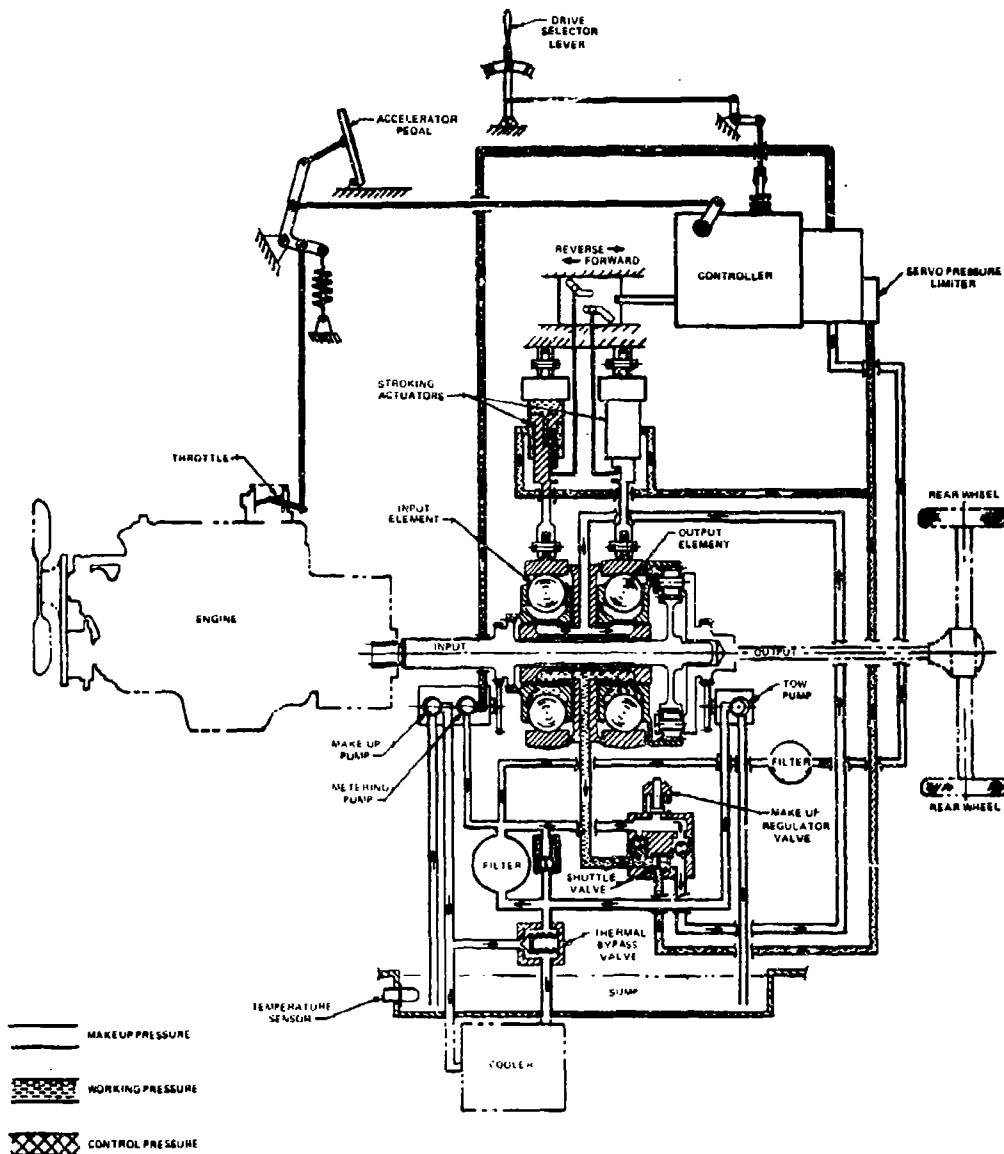 DRIVE
SELECTOR
LEVER
ACCELERATOR
PEDAL
REVERSE
FORWARD
CONTROLLER
SERVO PRESSURE
LIMITER
STROKING
ACTUATORS
THROTTLE
INPUT
ELEMENT
OUTPUT
ELEMENT
REAR WHEEL
ENGINE
INPUT
OUTPUT
TOW
PUMP
MAKE UP
PUMP
METERING
PUMP
FILTER
REAR WHEEL
MAKE UP
REGULATOR
VALVE
FILTER
SHUTTLE
VALVE
THERMAL
BYPASS
VALVE
SUMP
TEMPERATURE
SENSOR
COOLER
MAKEUP PRESSURE
WORKING PRESSURE
CONTROL PRESSURE